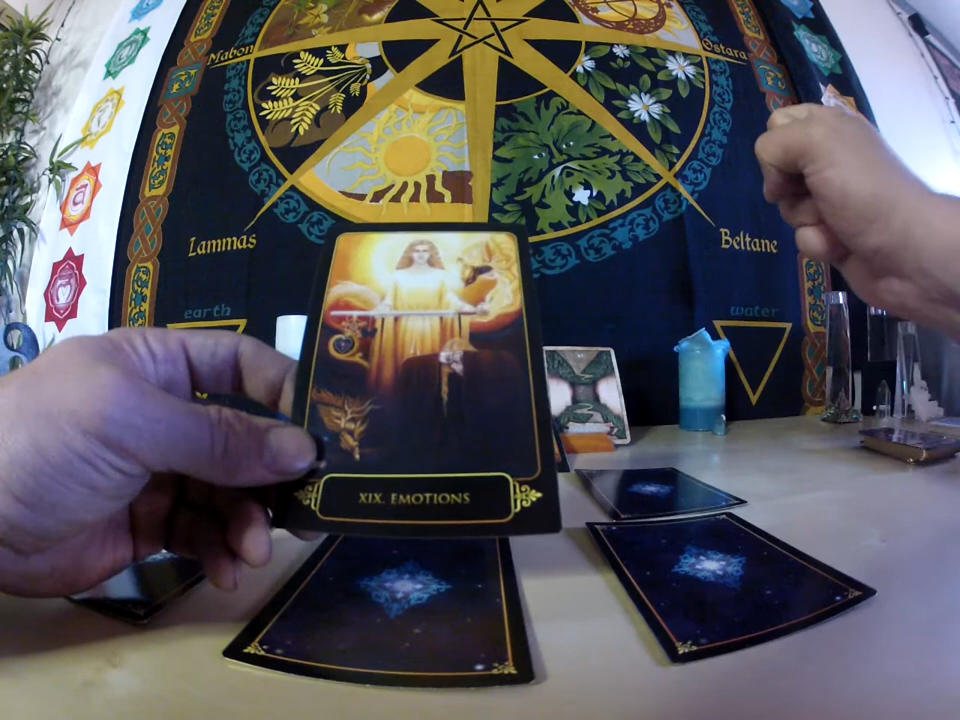 Mabon
Ostara
Lammas
Beltane
earth
water
XIX. EMOTIONS